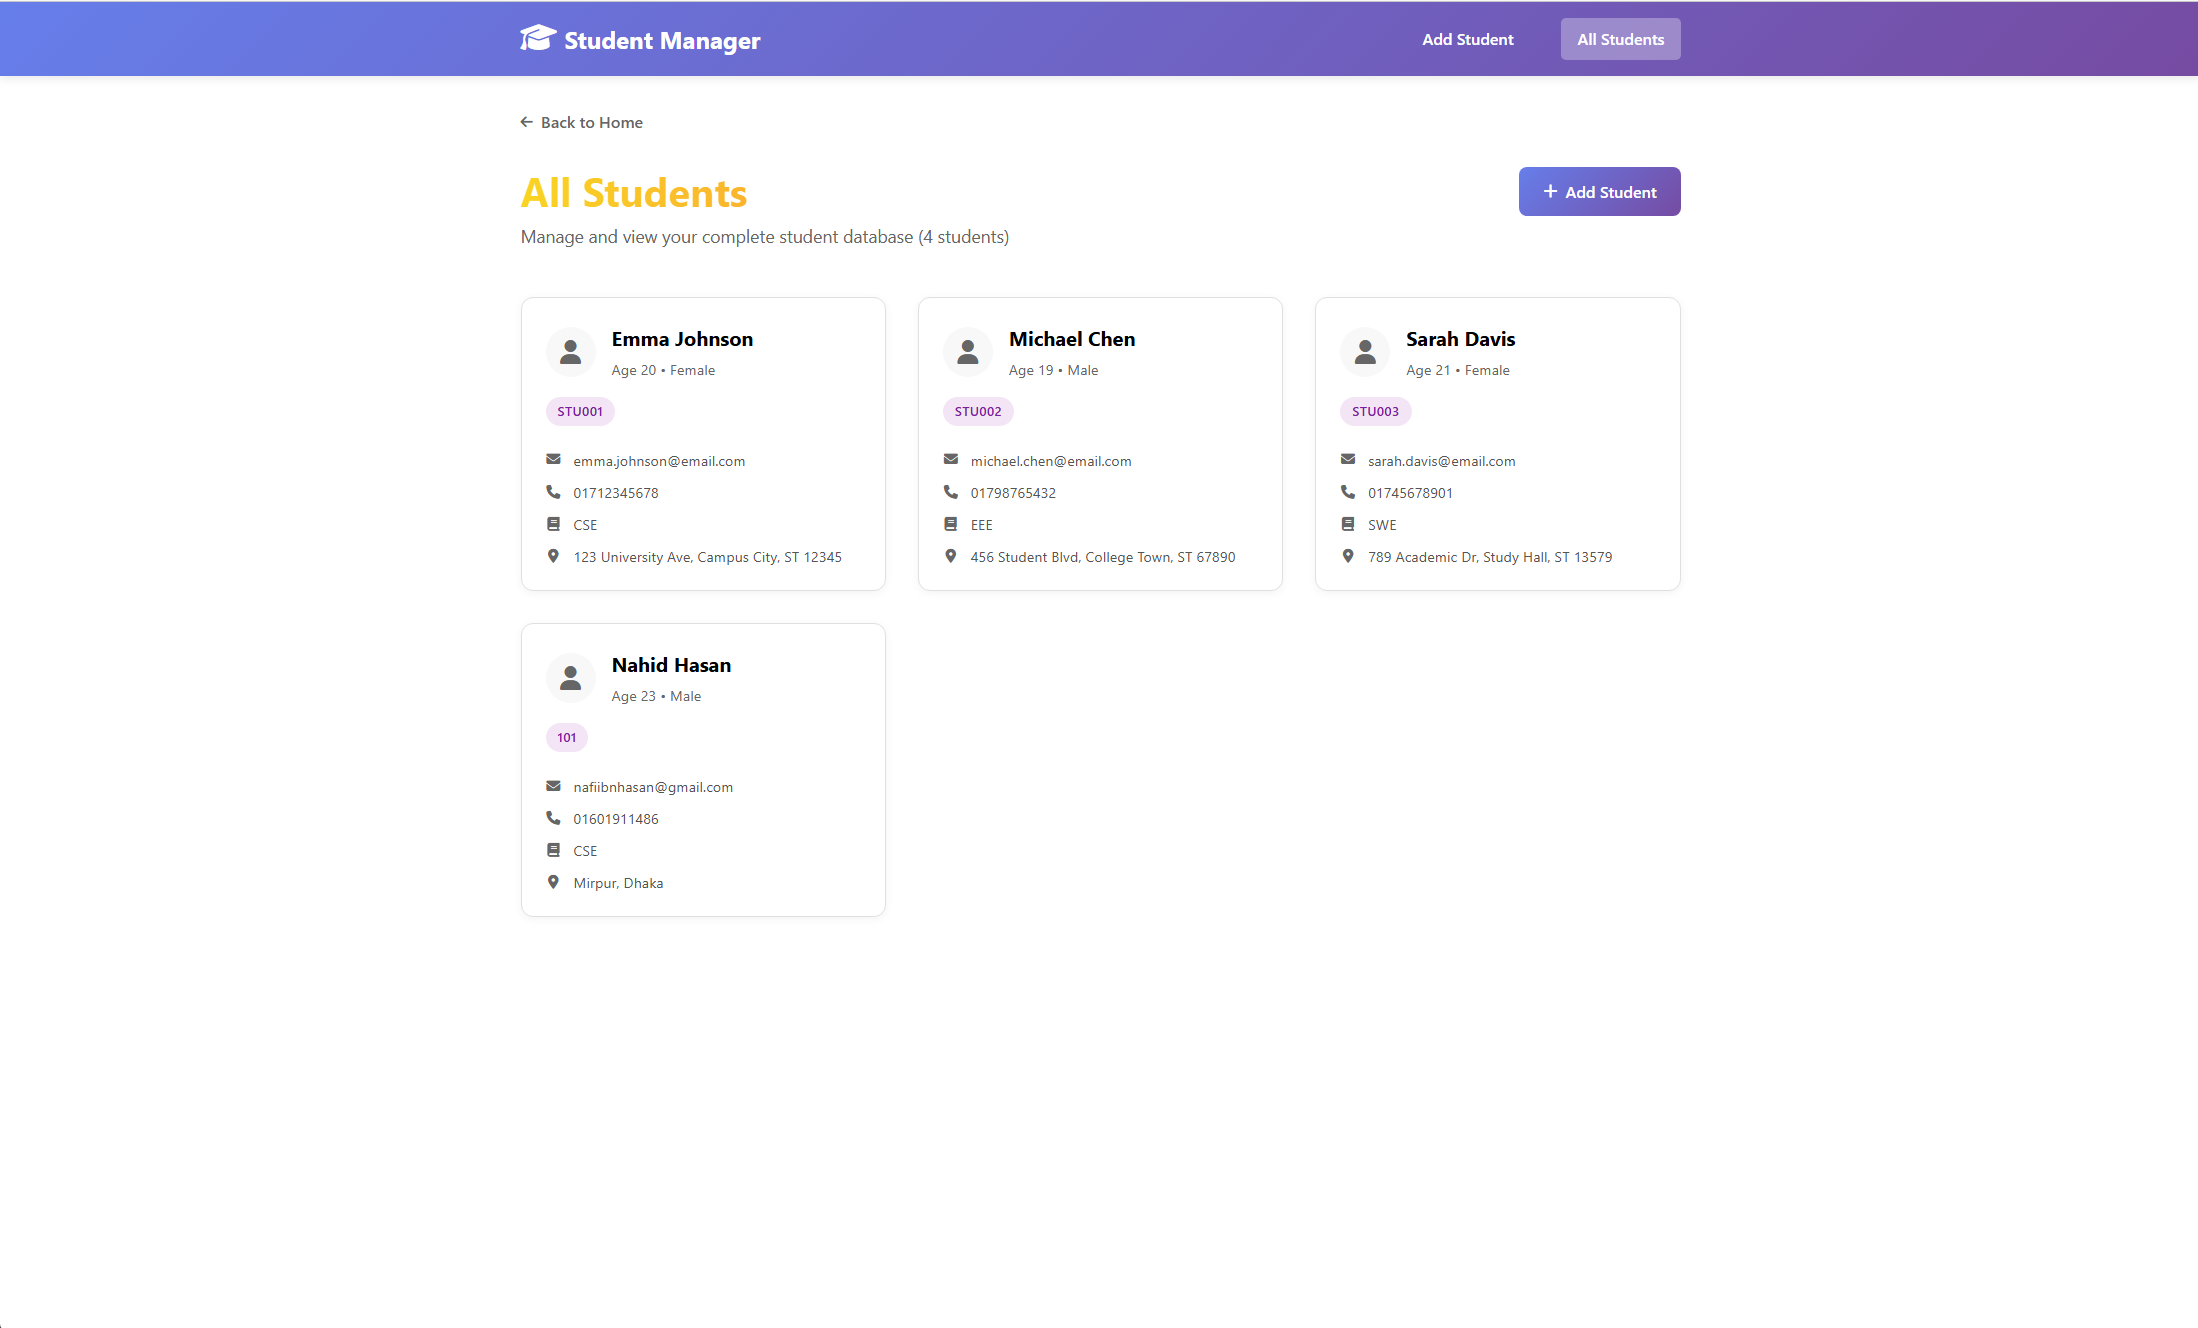 Student Manager
Add Student
All Students
Back to Home
All Students
Add Student
Manage and view your complete student database (4 students)
Emma Johnson
Age 20 • Female
STU001
emma.johnson@email.com
01712345678
CSE
123 University Ave, Campus City, ST 12345
Michael Chen
Age 19 • Male
STU002
michael.chen@email.com
01798765432
EEE
456 Student Blvd, College Town, ST 67890
Sarah Davis
Age 21 • Female
STU003
sarah.davis@email.com
01745678901
SWE
789 Academic Dr, Study Hall, ST 13579
Nahid Hasan
Age 23 • Male
101
nafiibnhasan@gmail.com
01601911486
CSE
Mirpur, Dhaka